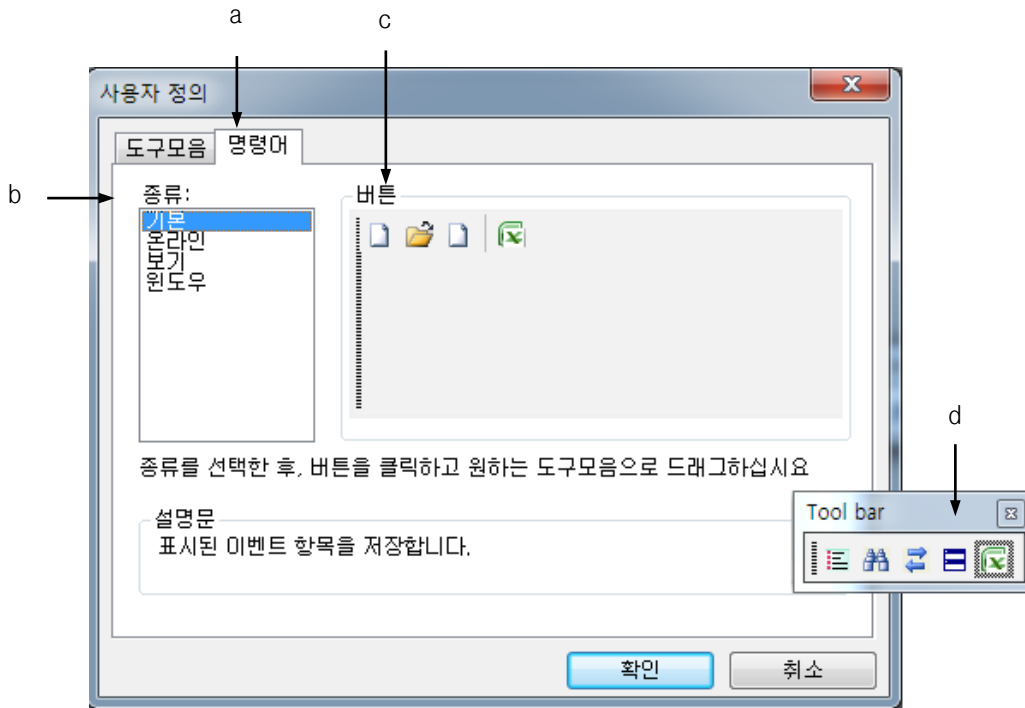 a
c
사용자 정의
도구모음 명령어
b
종류:
버튼
기본
온라인
보기
윈도우
d
종류를 선택한 후, 버튼을 클릭하고 원하는 도구모음으로 드래그하십시요
Tool bar
설명문
표시된 이벤트 항목을 저장합니다.
확인 취소